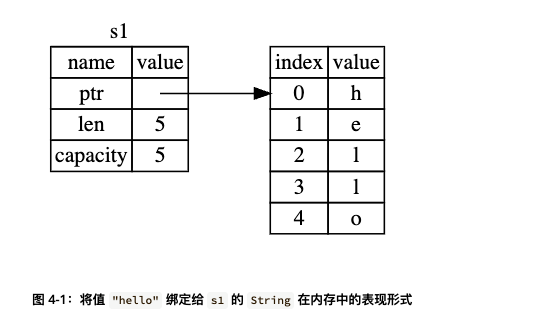 s1
name value
ptr
len 5
capacity 5
index value
0 h
1 e
2 l
3 l
4 o
图 4-1：将值 "hello" 绑定给 s1 的 String 在内存中的表现形式